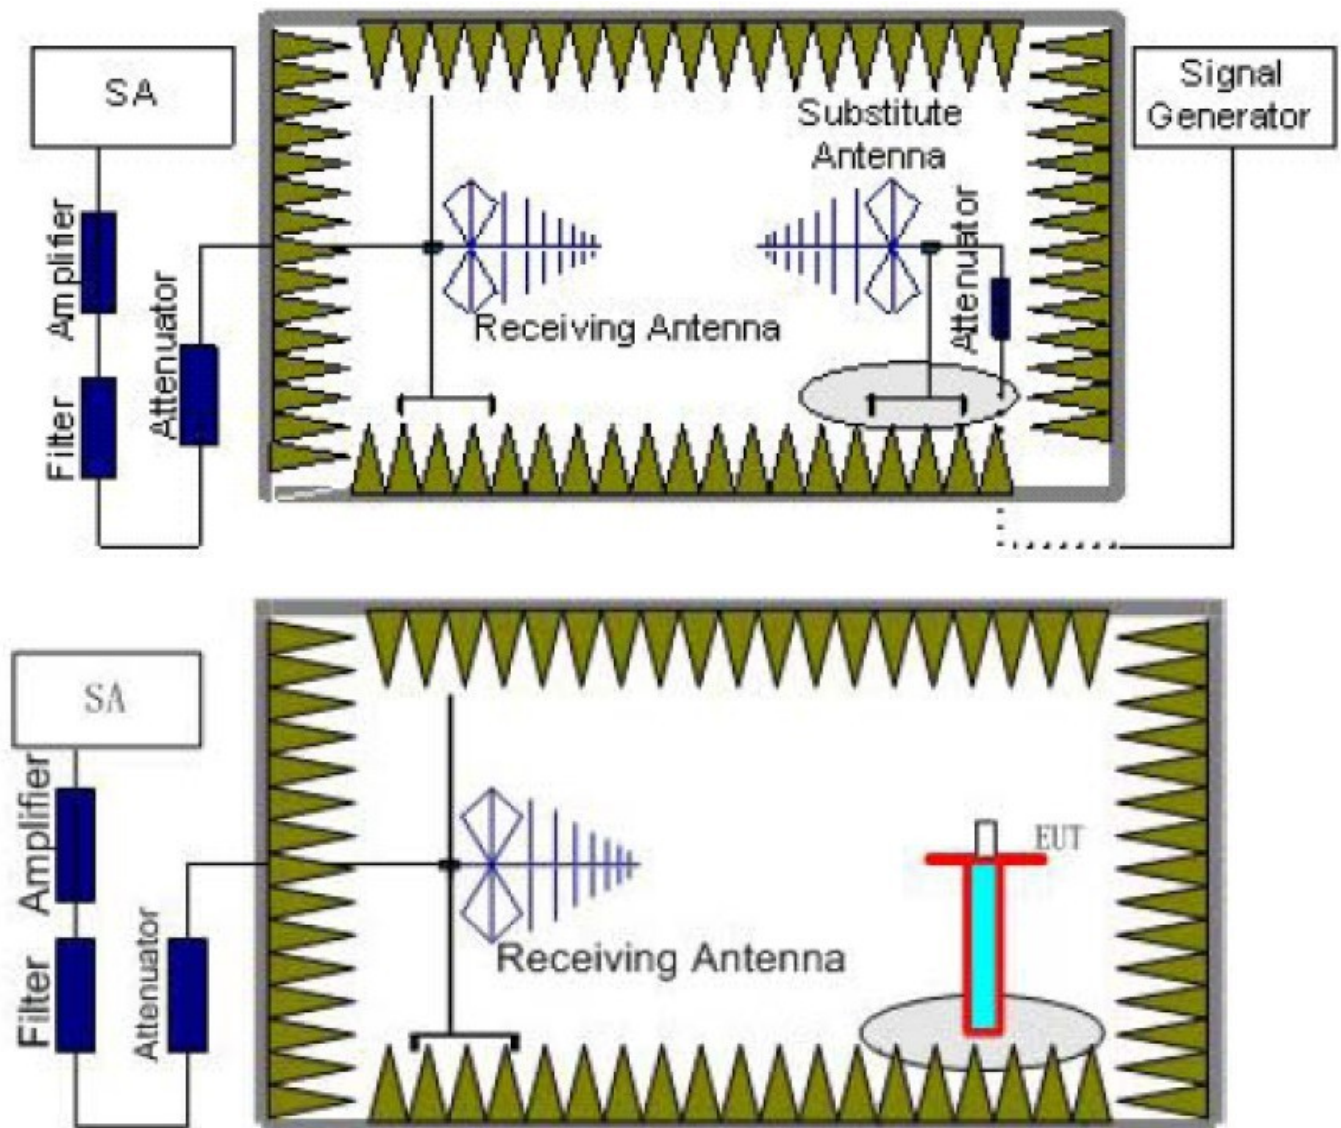 SA
Signal
Generator
Substitute
Antenna
Amplifier
Attenuator
Attenuator
Receiving Antenna
Filter
SA
Amplifier
EUT
Receiving Antenna
Filter
Attenuator